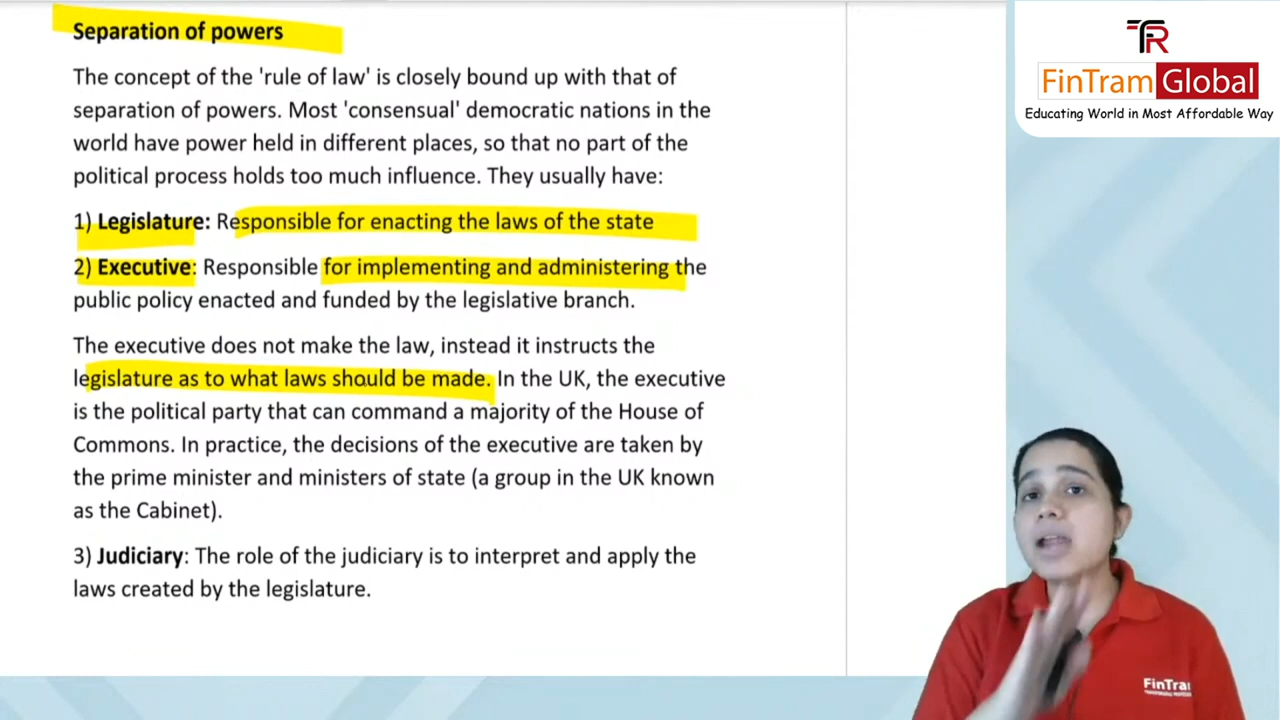 Separation of powers
The concept of the 'rule of law' is closely bound up with that of
separation of powers. Most 'consensual' democratic nations in the
world have power held in different places, so that no part of the
political process holds too much influence. They usually have:
1) Legislature: Responsible for enacting the laws of the state
2) Executive: Responsible for implementing and administering the
public policy enacted and funded by the legislative branch.
The executive does not make the law, instead it instructs the
legislature as to what laws should be made. In the UK, the executive
is the political party that can command a majority of the House of
Commons. In practice, the decisions of the executive are taken by
the prime minister and ministers of state (a group in the UK known
as the Cabinet).
3) Judiciary: The role of the judiciary is to interpret and apply the
laws created by the legislature.
FinTram Global
Educating World in Most Affordable Way
FinTra